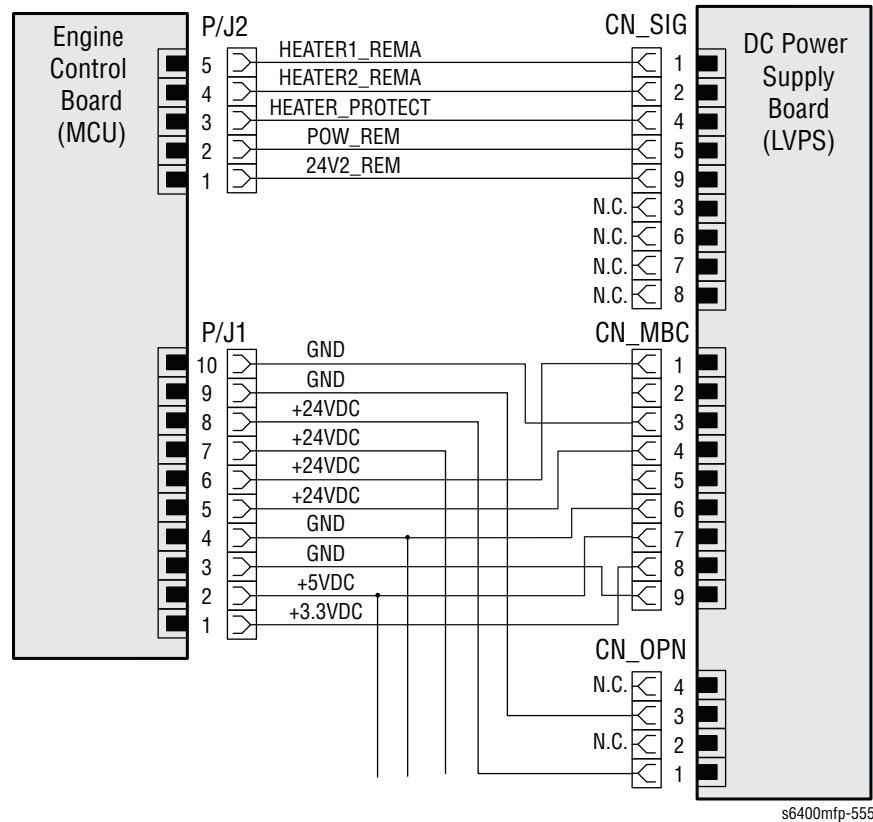 Engine
Control
Board
(MCU)
P/J2
5 HEATER1_REMA
4 HEATER2_REMA
3 HEATER_PROTECT
2 POW_REM
1 24V2_REM
P/J1
10 GND
9 GND
8 +24VDC
7 +24VDC
6 +24VDC
5 +24VDC
4 GND
3 GND
2 +5VDC
1 +3.3VDC
CN_SIG
1
2
4
5
9
N.C. 3
N.C. 6
N.C. 7
N.C. 8
CN_MBC
1
2
3
4
5
6
7
8
9
CN_OPN
N.C. 4
3
N.C. 2
1
DC Power
Supply
Board
(LVPS)
s6400mfp-555